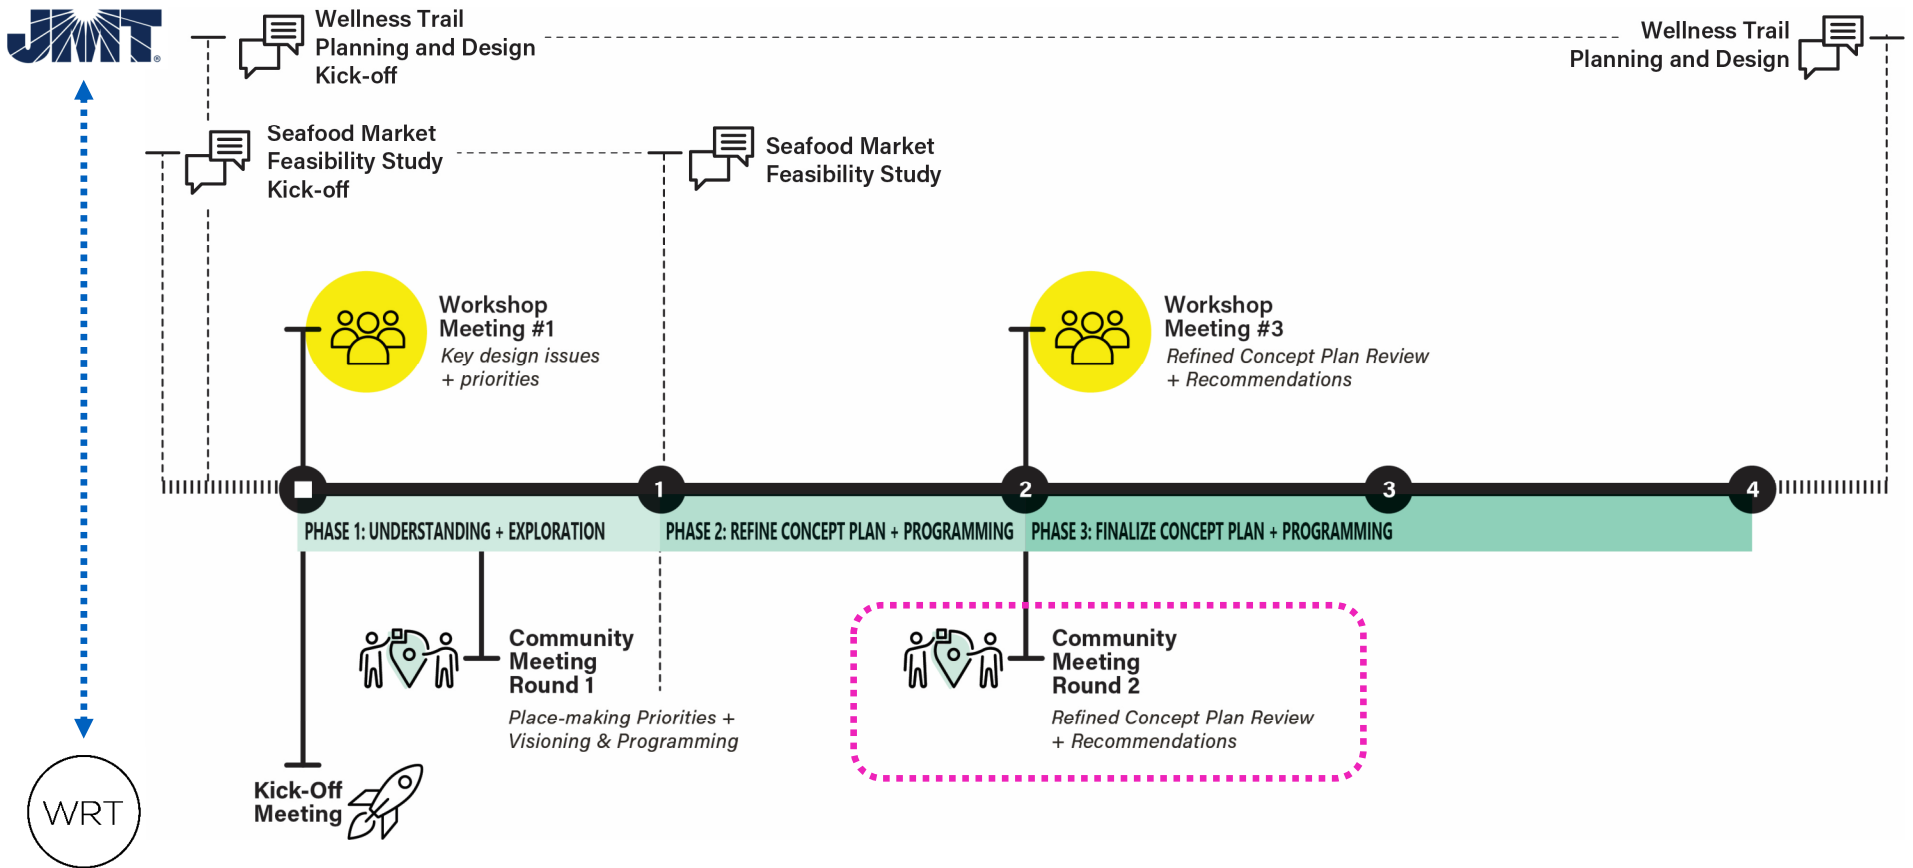 JMT®
Wellness Trail
Planning and Design
Kick-off
Wellness Trail
Planning and Design
Seafood Market
Feasibility Study
Kick-off
Seafood Market
Feasibility Study
Workshop
Meeting #1
Key design issues
+ priorities
Workshop
Meeting #3
Refined Concept Plan Review
+ Recommendations
1
2
3
4
PHASE 1: UNDERSTANDING + EXPLORATION
PHASE 2: REFINE CONCEPT PLAN + PROGRAMMING
PHASE 3: FINALIZE CONCEPT PLAN + PROGRAMMING
Community
Meeting
Round 1
Place-making Priorities +
Visioning & Programming
Community
Meeting
Round 2
Refined Concept Plan Review
+ Recommendations
Kick-Off
Meeting
WRT